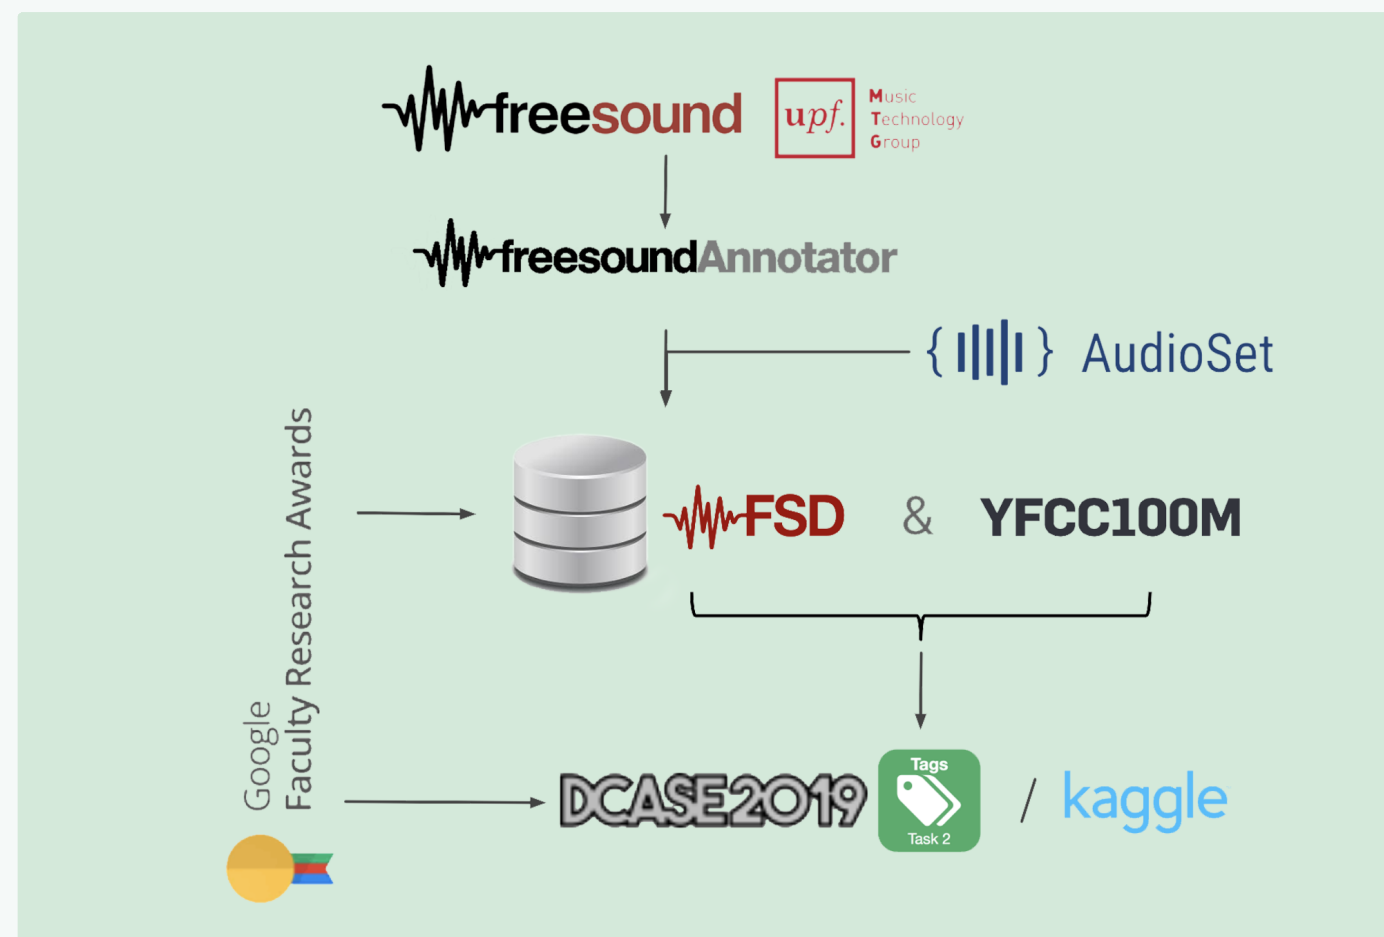 freesound
upf.
Music
Technology
Group
freesoundAnnotator
{ } AudioSet
Google
Faculty Research Awards
FSD & YFCC100M
DCASE2019
Tags
Task 2
/ kaggle